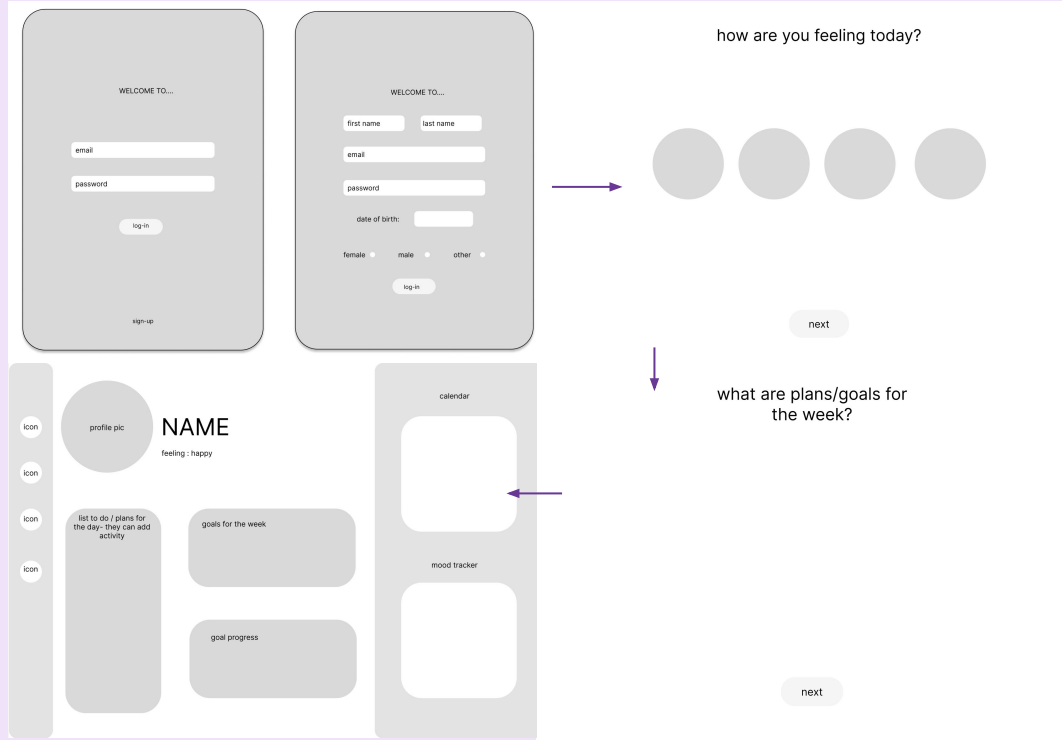 WELCOME TO....
email
password
log-in
sign-up
WELCOME TO....
first name
last name
email
password
date of birth:
female
male
other
log-in
how are you feeling today?
next
what are plans/goals for
the week?
next
icon
icon
icon
icon
profile pic
NAME
feeling : happy
list to do / plans for
the day- they can add
activity
goals for the week
goal progress
calendar
mood tracker